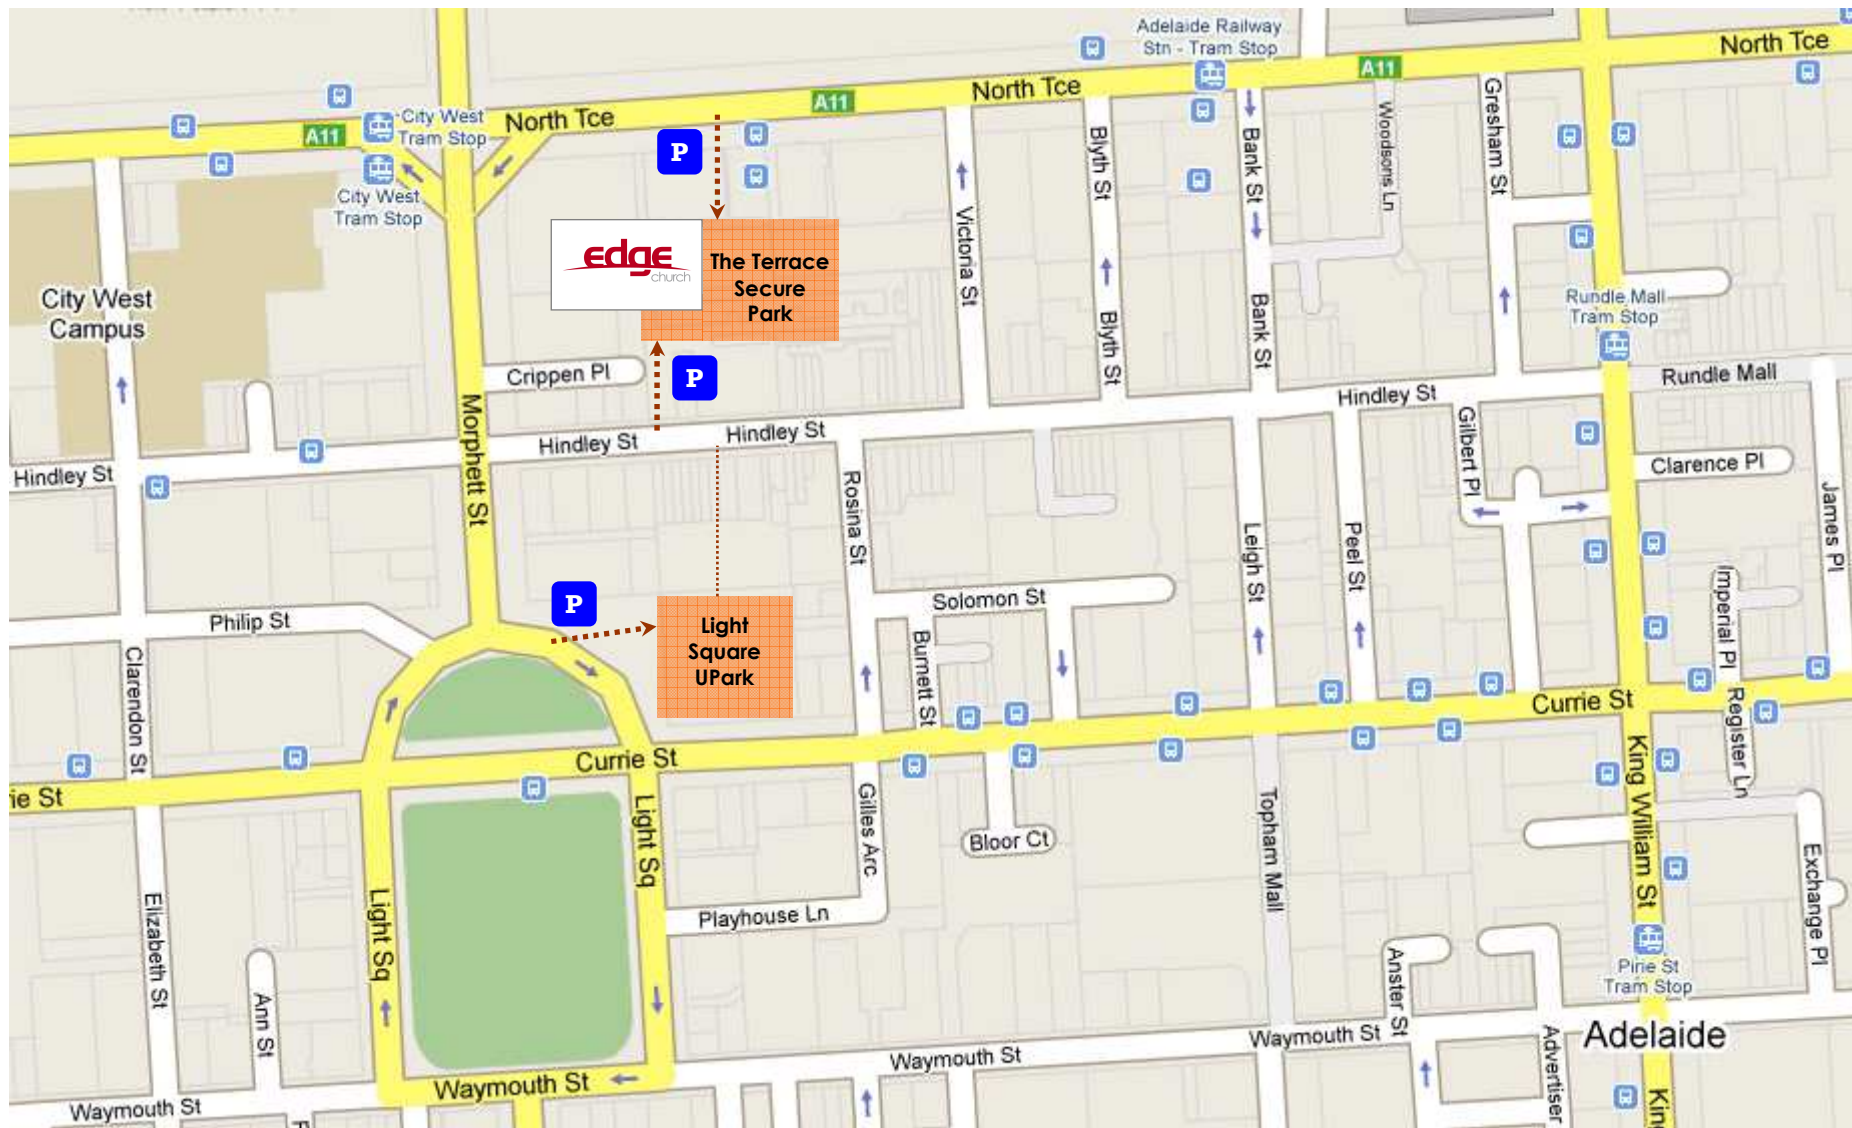 Adelaide Railway
Stn - Tram Stop
North Tce
A11
North Tce
A11
City West
Tram Stop
North Tce
A11
P
City West
Tram Stop
Victoria St
Blyth St
Blyth St
Bank St
Bank St
Woodsons Ln
Gresham St
edge
church
The Terrace
Secure
Park
City West
Campus
Rundle Mall
Tram Stop
Rundle Mall
Crippen Pl
P
Hindley St
Hindley St
Hindley St
Hindley St
Morphett St
Gilbert Pl
Clarence Pl
James Pl
Rosina St
Leigh St
Peel St
Imperial Pl
Solomon St
Burnett St
Philip St
P
Light
Square
UPark
Clarendon St
Currie St
Currie St
rie St
Register Ln
King William St
Light Sq
Light Sq
Gilles Arc
Bloor Ct
Topham Mall
Playhouse Ln
Exchange Pl
Elizabeth St
Ann St
Anster St
Pirie St
Tram Stop
Adelaide
Advertiser
Waymouth St
Waymouth St
Waymouth St
Waymouth St
King